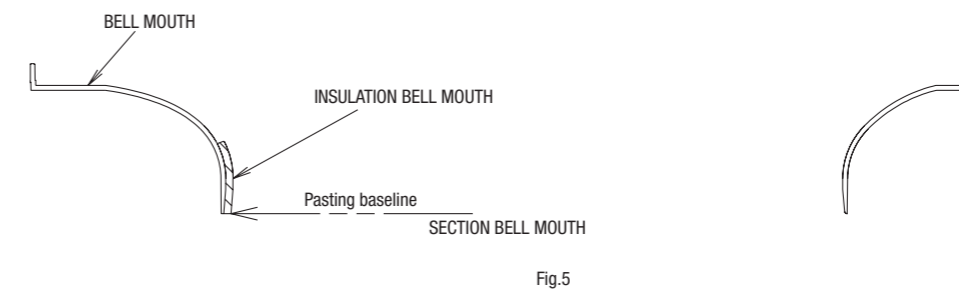 BELL MOUTH
INSULATION BELL MOUTH
Pasting baseline
SECTION BELL MOUTH
Fig.5